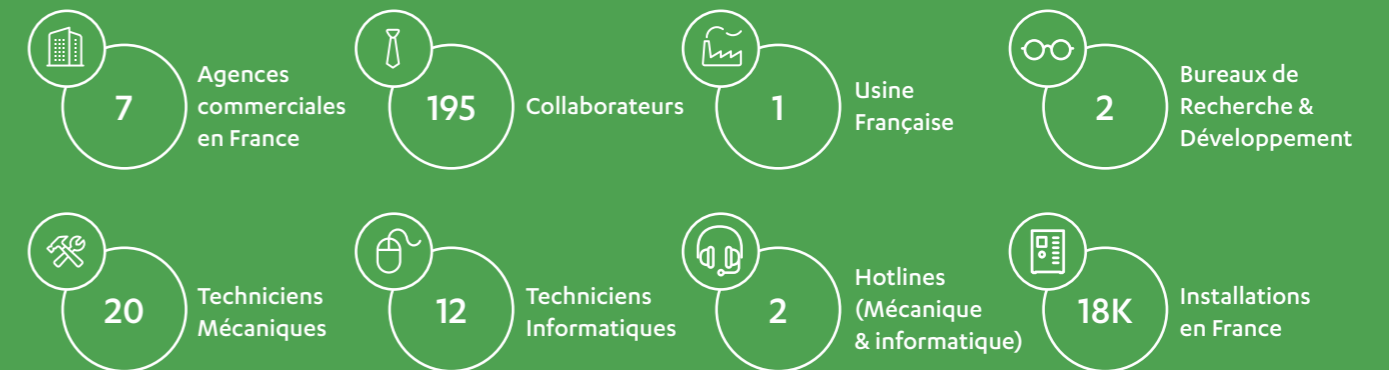 7
Agences
commerciales
en France
195
Collaborateurs
1
Usine
Française
2
Bureaux de
Recherche &
Développement
20
Techniciens
Mécaniques
12
Techniciens
Informatiques
2
Hotlines
(Mécanique
& informatique)
18K
Installations
en France